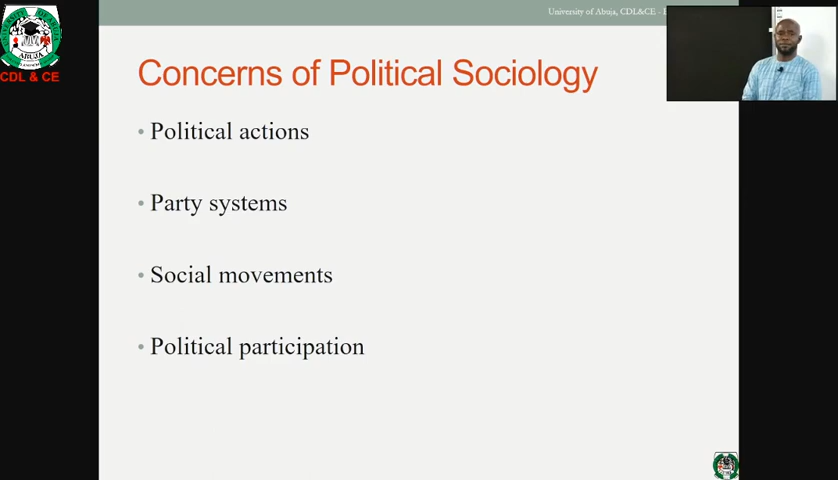 University of Abuja, CDL&CE -
ABUJA
CDL & CE
Concerns of Political Sociology
• Political actions
• Party systems
• Social movements
• Political participation